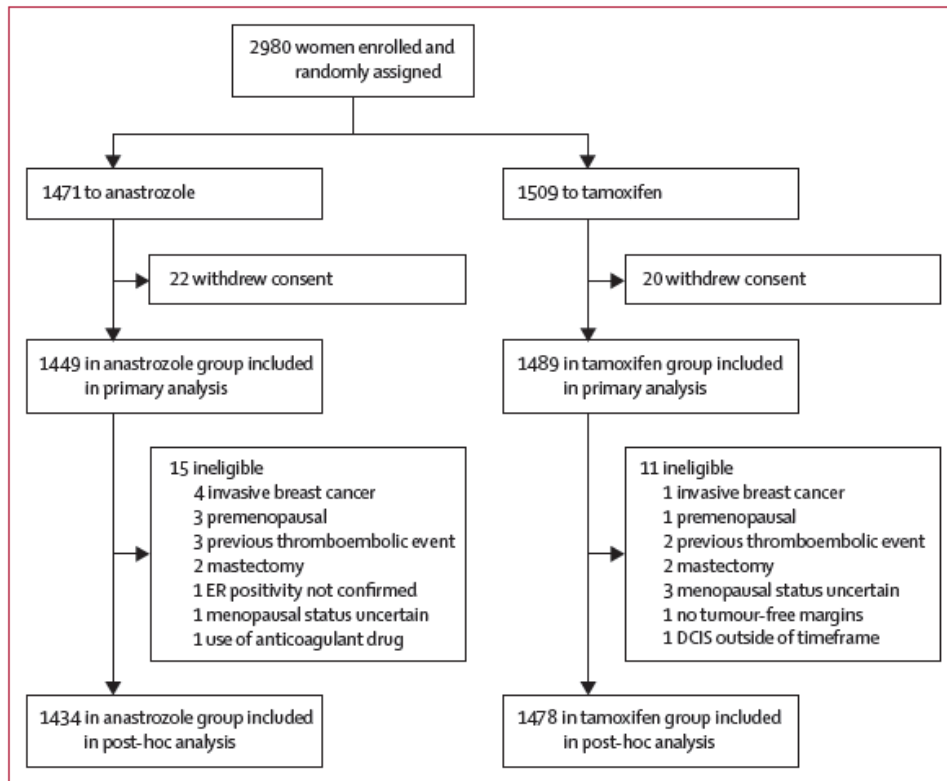 2980 women enrolled and
randomly assigned
1471 to anastrozole
1509 to tamoxifen
22 withdrew consent
20 withdrew consent
1449 in anastrozole group included
in primary analysis
1489 in tamoxifen group included
in primary analysis
15 ineligible
4 invasive breast cancer
3 premenopausal
3 previous thromboembolic event
2 mastectomy
1 ER positivity not confirmed
1 menopausal status uncertain
1 use of anticoagulant drug
11 ineligible
1 invasive breast cancer
1 premenopausal
2 previous thromboembolic event
2 mastectomy
3 menopausal status uncertain
1 no tumour-free margins
1 DCIS outside of timeframe
1434 in anastrozole group included
in post-hoc analysis
1478 in tamoxifen group included
in post-hoc analysis